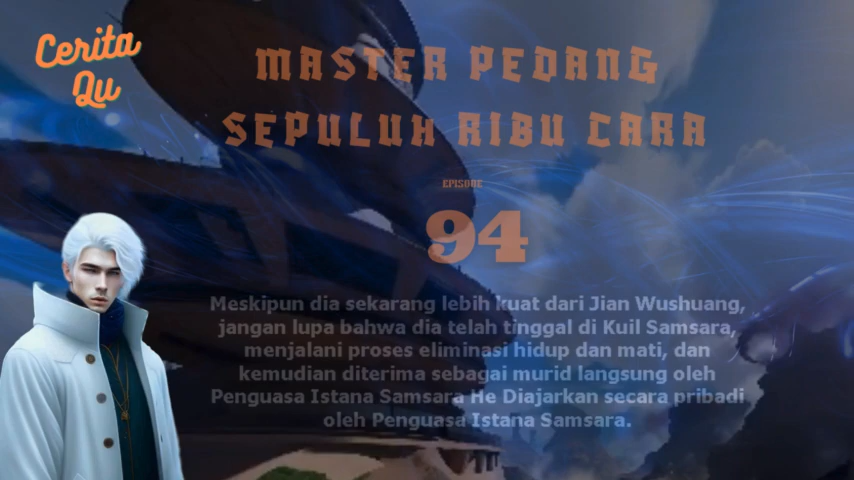 Cerita
Qu
MASTER PEDANG
SEPULUH RIBU CARA
EPISODE
94
Meskipun dia sekarang lebih kuat dari Jian Wushuang,
jangan lupa bahwa dia telah tinggal di Kuil Samsara,
menjalani proses eliminasi hidup dan mati, dan
kemudian diterima sebagai murid langsung oleh
Penguasa Istana Samsara He Diajarkan secara pribadi
oleh Penguasa Istana Samsara.